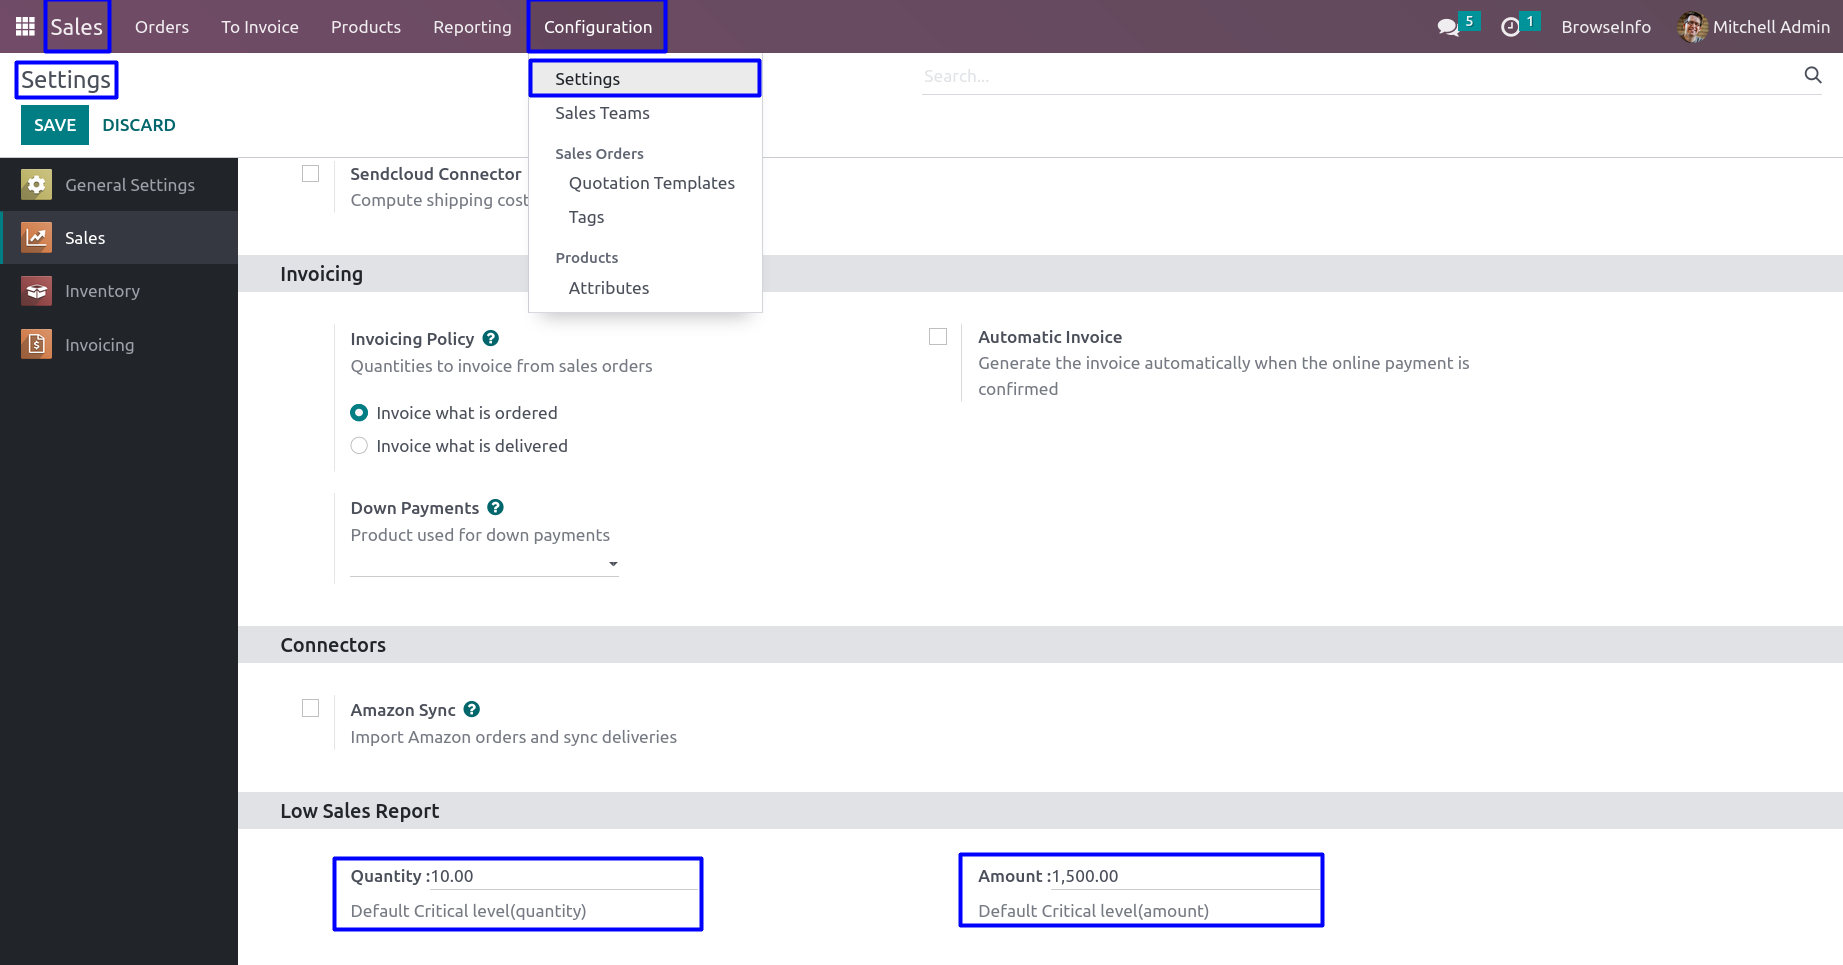 Sales Orders To Invoice Products Reporting Configuration 5 1 BrowseInfo Mitchell Admin
Settings
Search...
SAVE DISCARD
Settings
Sales Teams
Sales Orders
Quotation Templates
Tags
Products
Attributes
General Settings
Sales
Inventory
Invoicing
Sendcloud Connector
Compute shipping cost
Invoicing
Invoicing Policy ?
Quantities to invoice from sales orders
Invoice what is ordered
Invoice what is delivered
Automatic Invoice
Generate the invoice automatically when the online payment is
confirmed
Down Payments ?
Product used for down payments
Connectors
Amazon Sync ?
Import Amazon orders and sync deliveries
Low Sales Report
Quantity :10.00
Default Critical level(quantity)
Amount :1,500.00
Default Critical level(amount)